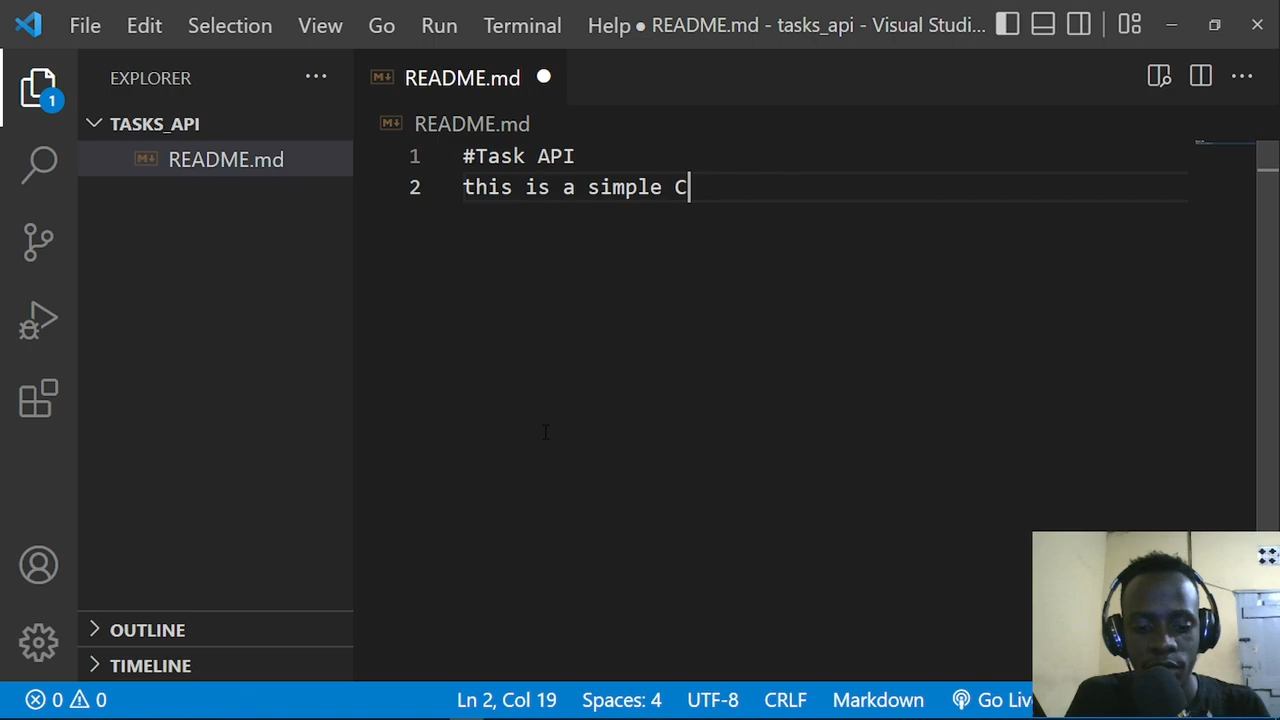 File Edit Selection View Go Run Terminal Help ● README.md - tasks_api - Visual Studi...
EXPLORER ...
README.md ●
1
TASKS_API
README.md
README.md
1 #Task API
2 this is a simple C
OUTLINE
TIMELINE
0 0 Ln 2, Col 19 Spaces: 4 UTF-8 CRLF Markdown Go Liv